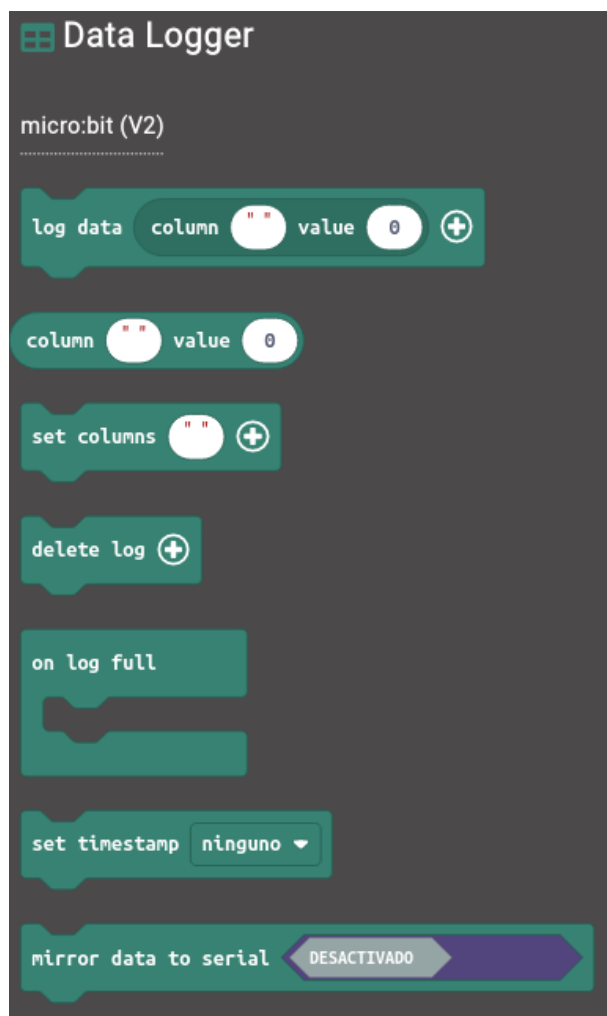 Data Logger
micro:bit (V2)
log data column " " value 0
column " " value 0
set columns " "
delete log
on log full
set timestamp ninguno
mirror data to serial DESACTIVADO